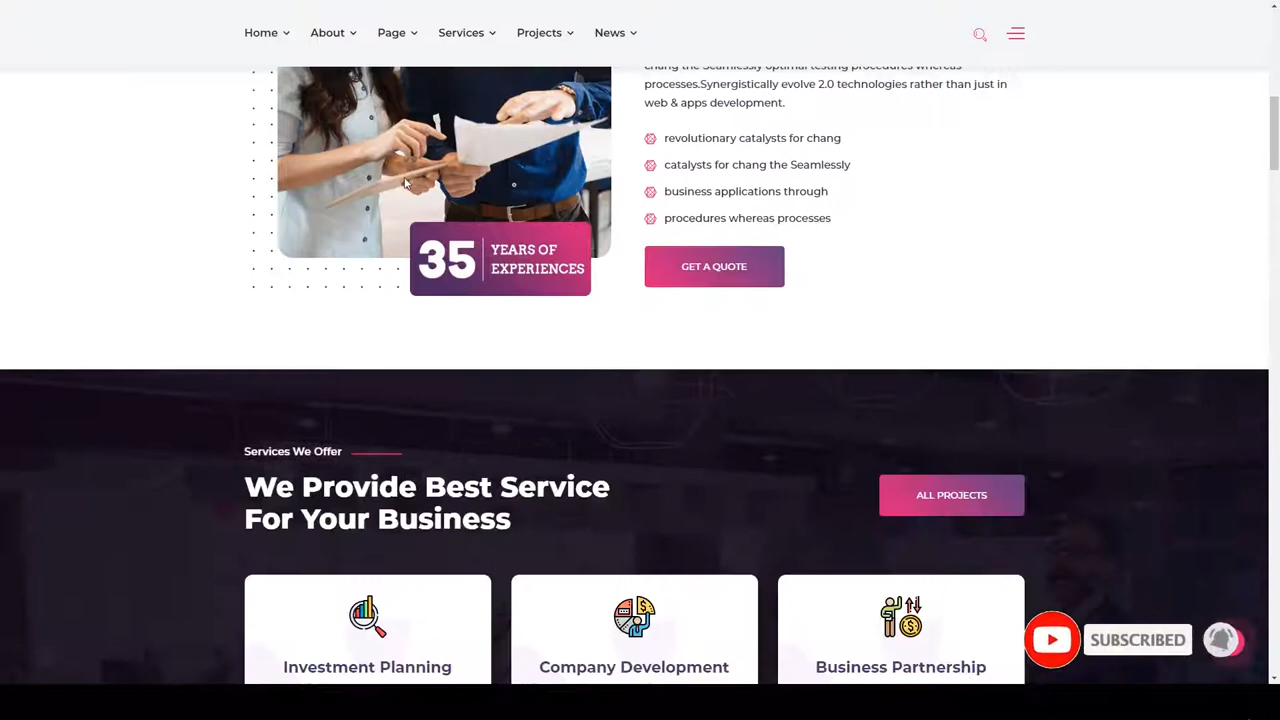 Home
About
Page
Services
Projects
News
chang the Seamlessly optimal testing procedures whereas
processes.Synergistically evolve 2.0 technologies rather than just in
web & apps development.
revolutionary catalysts for chang
catalysts for chang the Seamlessly
business applications through
procedures whereas processes
35
YEARS OF
EXPERIENCES
GET A QUOTE
Services We Offer
We Provide Best Service
For Your Business
ALL PROJECTS
Investment Planning
Company Development
Business Partnership
SUBSCRIBED